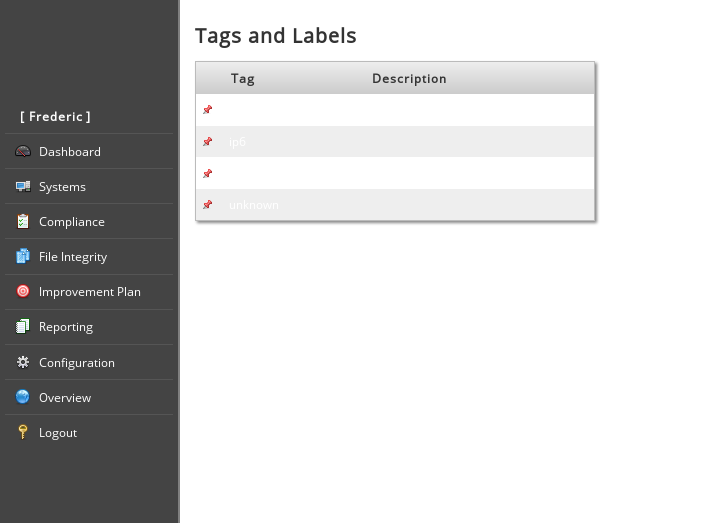 Tags and Labels
Tag Description
ip6
unknown
[ Frederic ]
Dashboard
Systems
Compliance
File Integrity
Improvement Plan
Reporting
Configuration
Overview
Logout